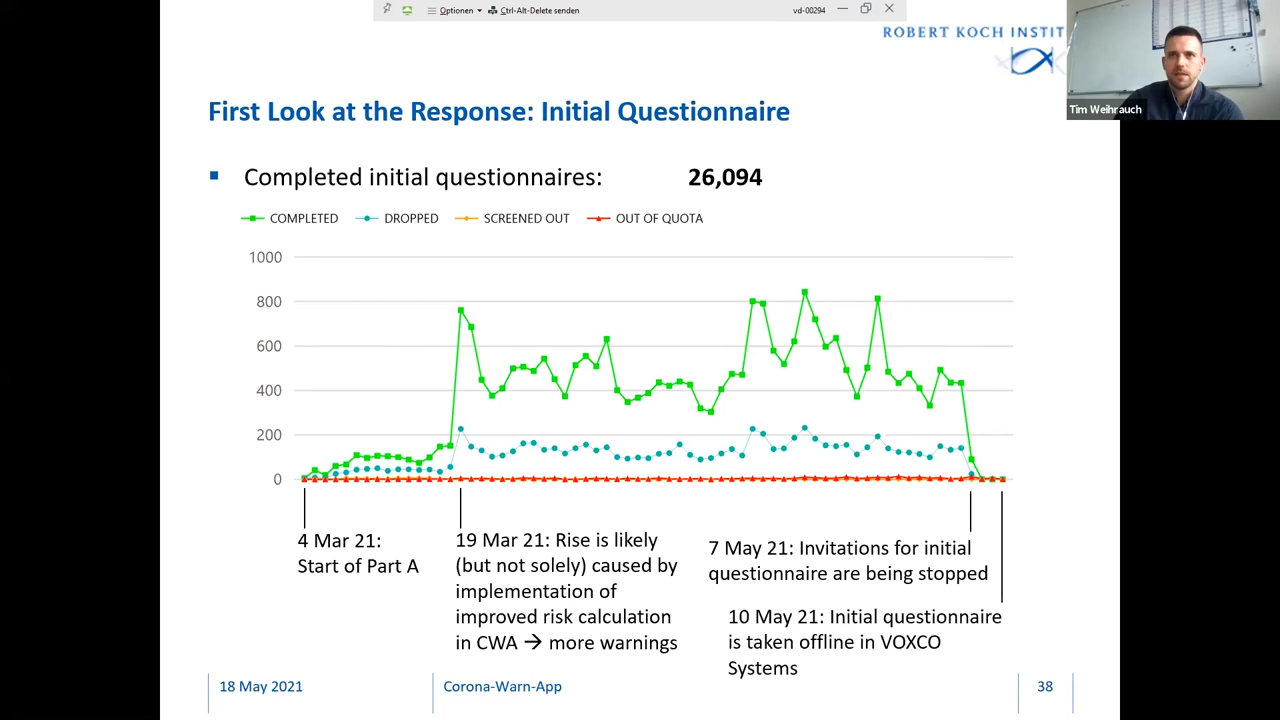 Optionen
Ctrl-Alt-Delete senden
vd-00294
ROBERT KOCH INSTIT
Tim Weihrauch
First Look at the Response: Initial Questionnaire
Completed initial questionnaires: 26,094
COMPLETED DROPPED SCREENED OUT OUT OF QUOTA
1000
800
600
400
200
0
4 Mar 21:
Start of Part A
19 Mar 21: Rise is likely
(but not solely) caused by
implementation of
improved risk calculation
in CWA → more warnings
7 May 21: Invitations for initial
questionnaire are being stopped
10 May 21: Initial questionnaire
is taken offline in VOXCO
Systems
18 May 2021
Corona-Warn-App
38